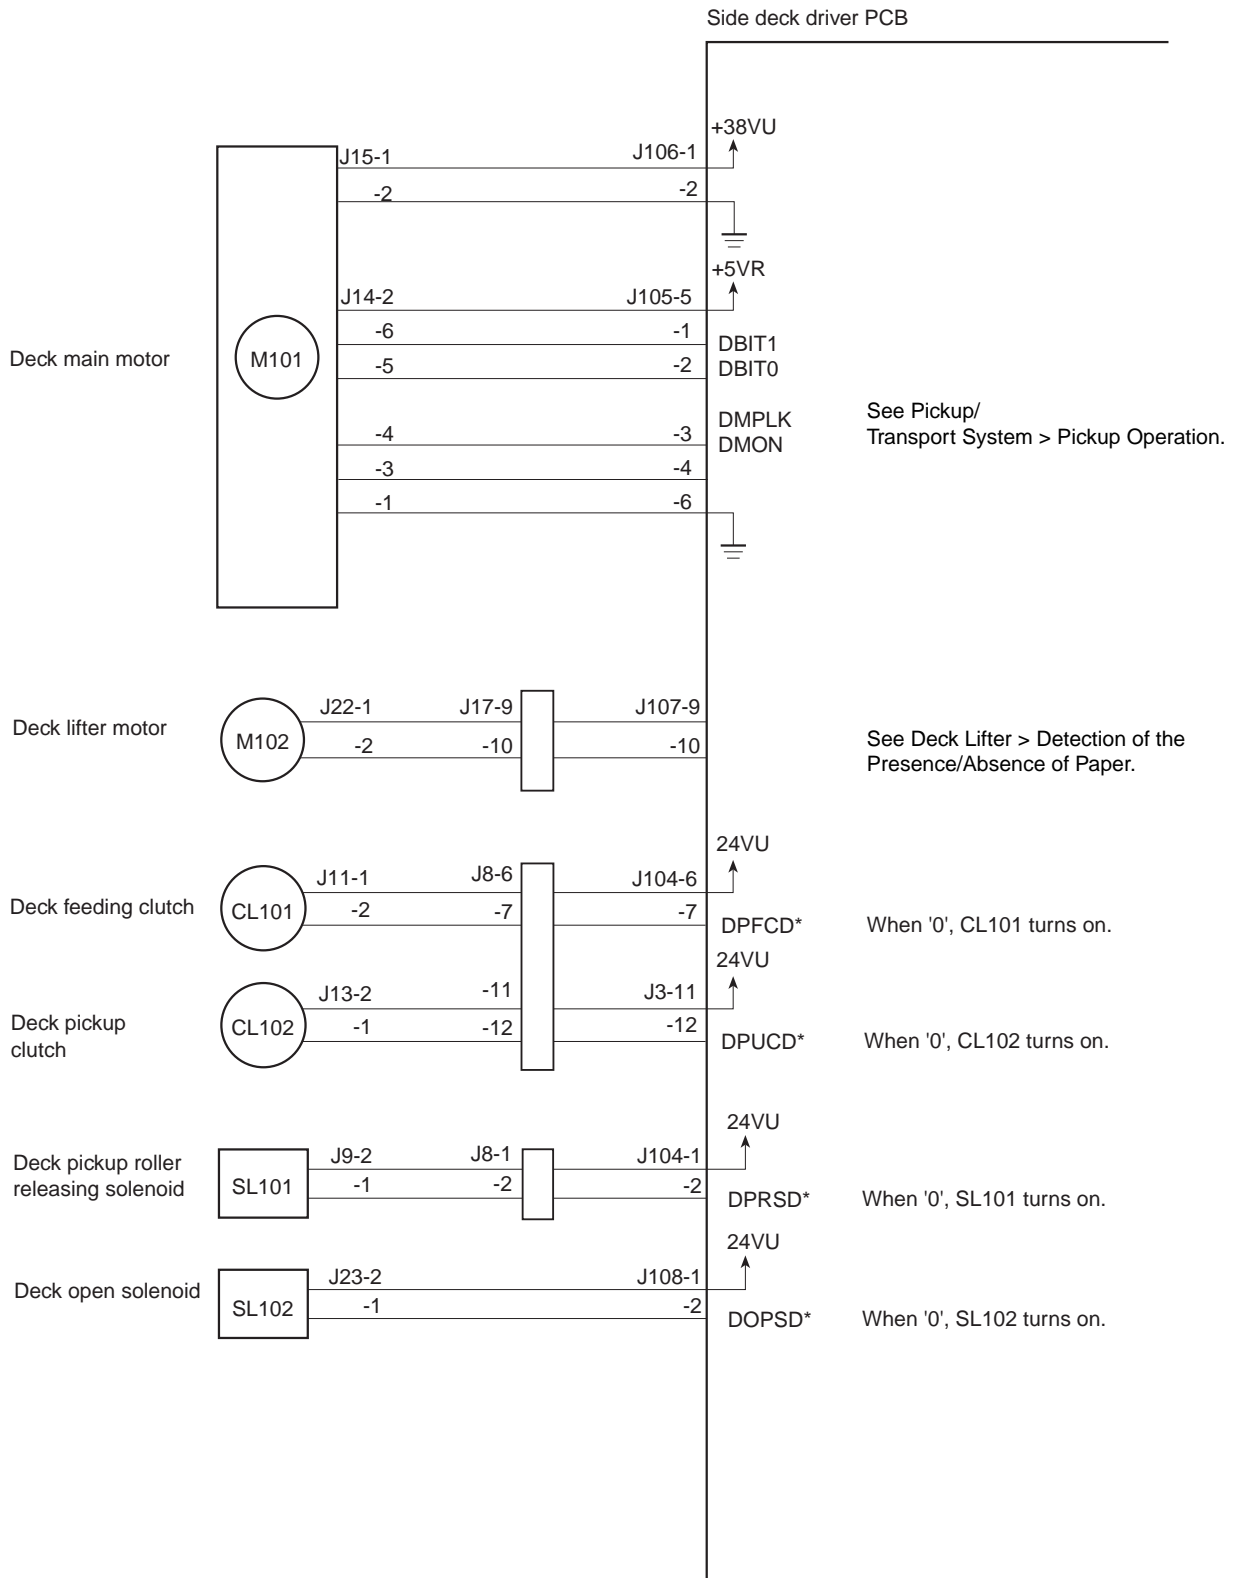 Side deck driver PCB
+38VU
J15-1 J106-1
-2 -2
+5VR
J14-2 J105-5
-6 -1
DBIT1
Deck main motor M101 -5 -2 DBIT0
DMPLK See Pickup/
-4 -3 DMON Transport System > Pickup Operation.
-3 -4
-1 -6
J22-1 J17-9 J107-9
Deck lifter motor M102 -2 -10 -10 See Deck Lifter > Detection of the
Presence/Absence of Paper.
24VU
J11-1 J8-6 J104-6
Deck feeding clutch CL101 -2 -7 -7
DPFCD* When '0', CL101 turns on.
24VU
J13-2 -11 J3-11
Deck pickup CL102 -1 -12 -12
clutch DPUCD* When '0', CL102 turns on.
24VU
Deck pickup roller J9-2 J8-1 J104-1
releasing solenoid SL101 -1 -2 -2
DPRSD* When '0', SL101 turns on.
24VU
J23-2 J108-1
Deck open solenoid SL102 -1 -2
DOPSD* When '0', SL102 turns on.